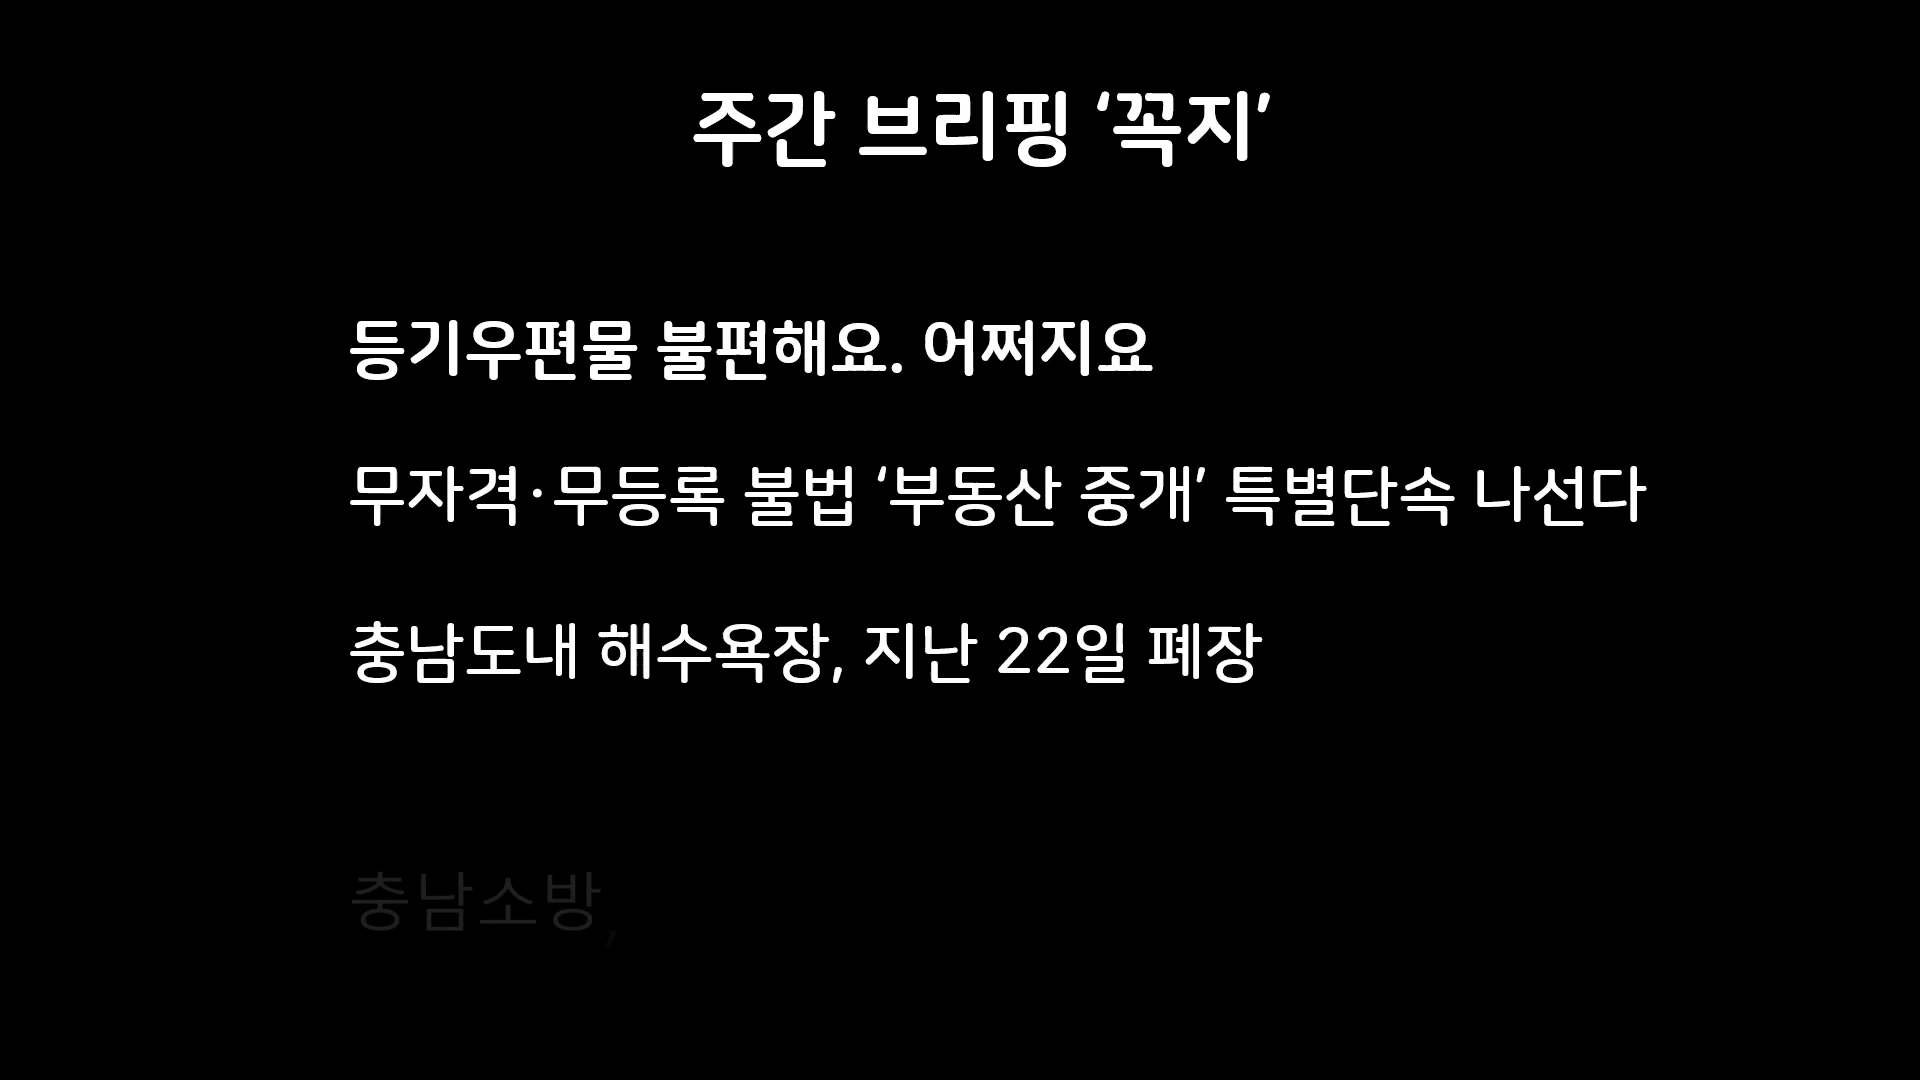 주간 브리핑 ‘꼭지’
등기우편물 불편해요. 어쩌지요
무자격·무등록 불법 ‘부동산 중개’ 특별단속 나선다
충남도내 해수욕장, 지난 22일 폐장
충남소방,